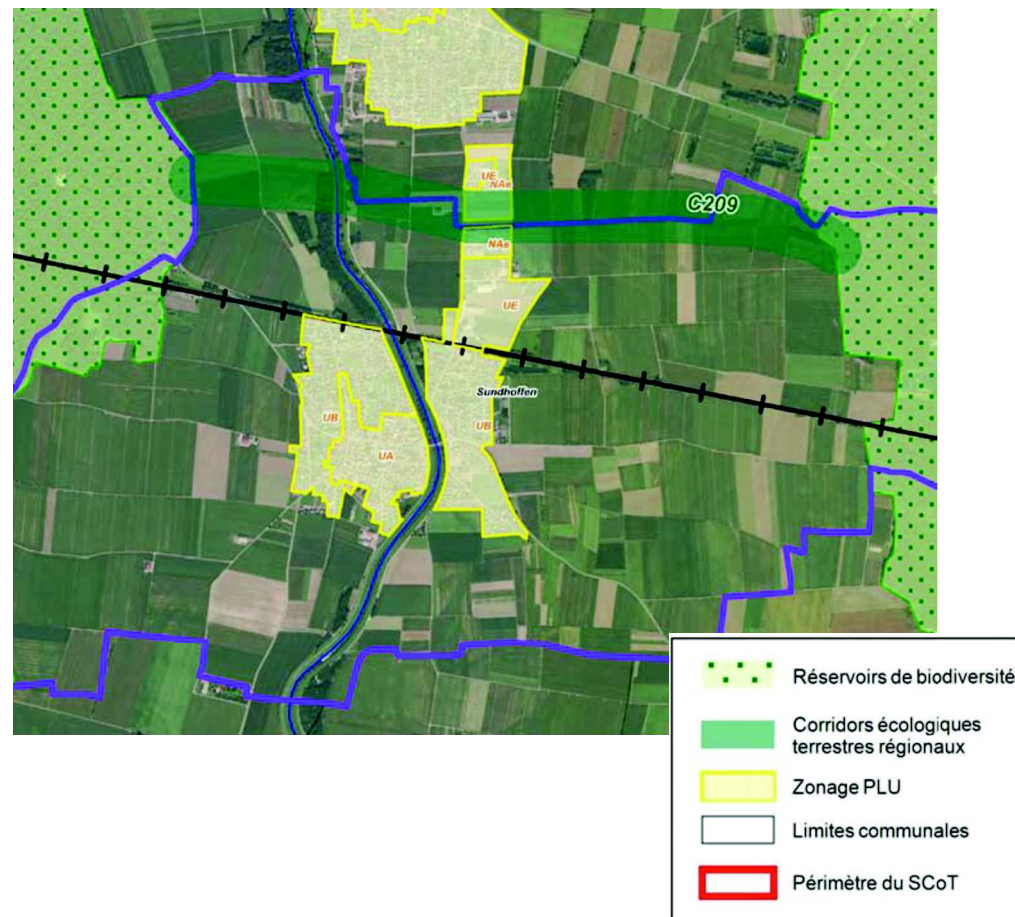 UE
NAe
C209
NAe
UE
Sundhoffen
UB
UB
UA
Réservoirs de biodiversité
Corridors écologiques
terrestres régionaux
Zonage PLU
Limites communales
Périmètre du SCoT